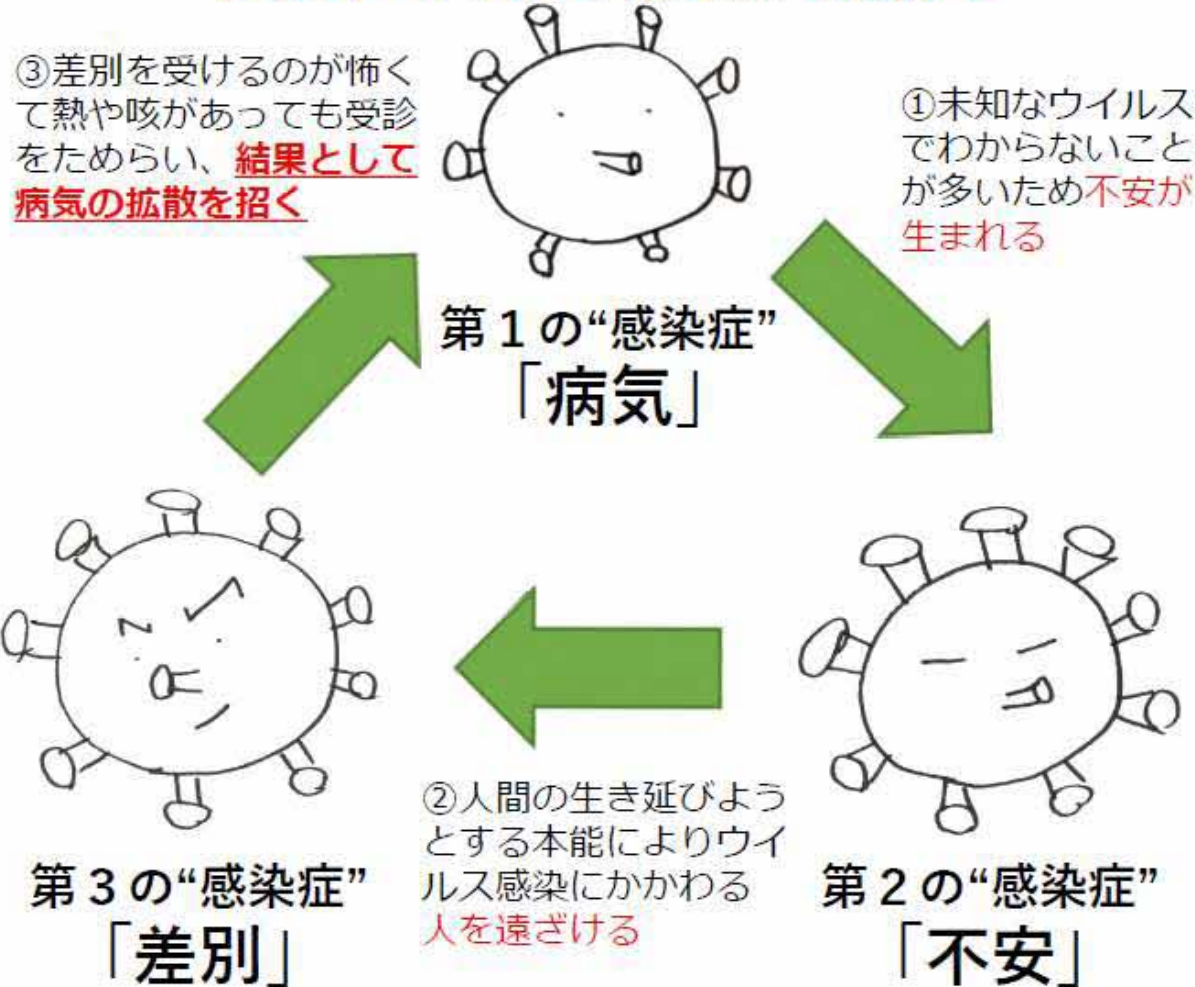 ③差別を受けるのが怖く
て熱や咳があっても受診
をためらい、結果として
病気の拡散を招く
①未知なウイルス
でわからないこと
が多いため不安が
生まれる
第１の“感染症”
「病気」
②人間の生き延びよう
とする本能によりウイ
ルス感染にかかわる
人を遠ざける
第３の“感染症”
「差別」
第２の“感染症”
「不安」